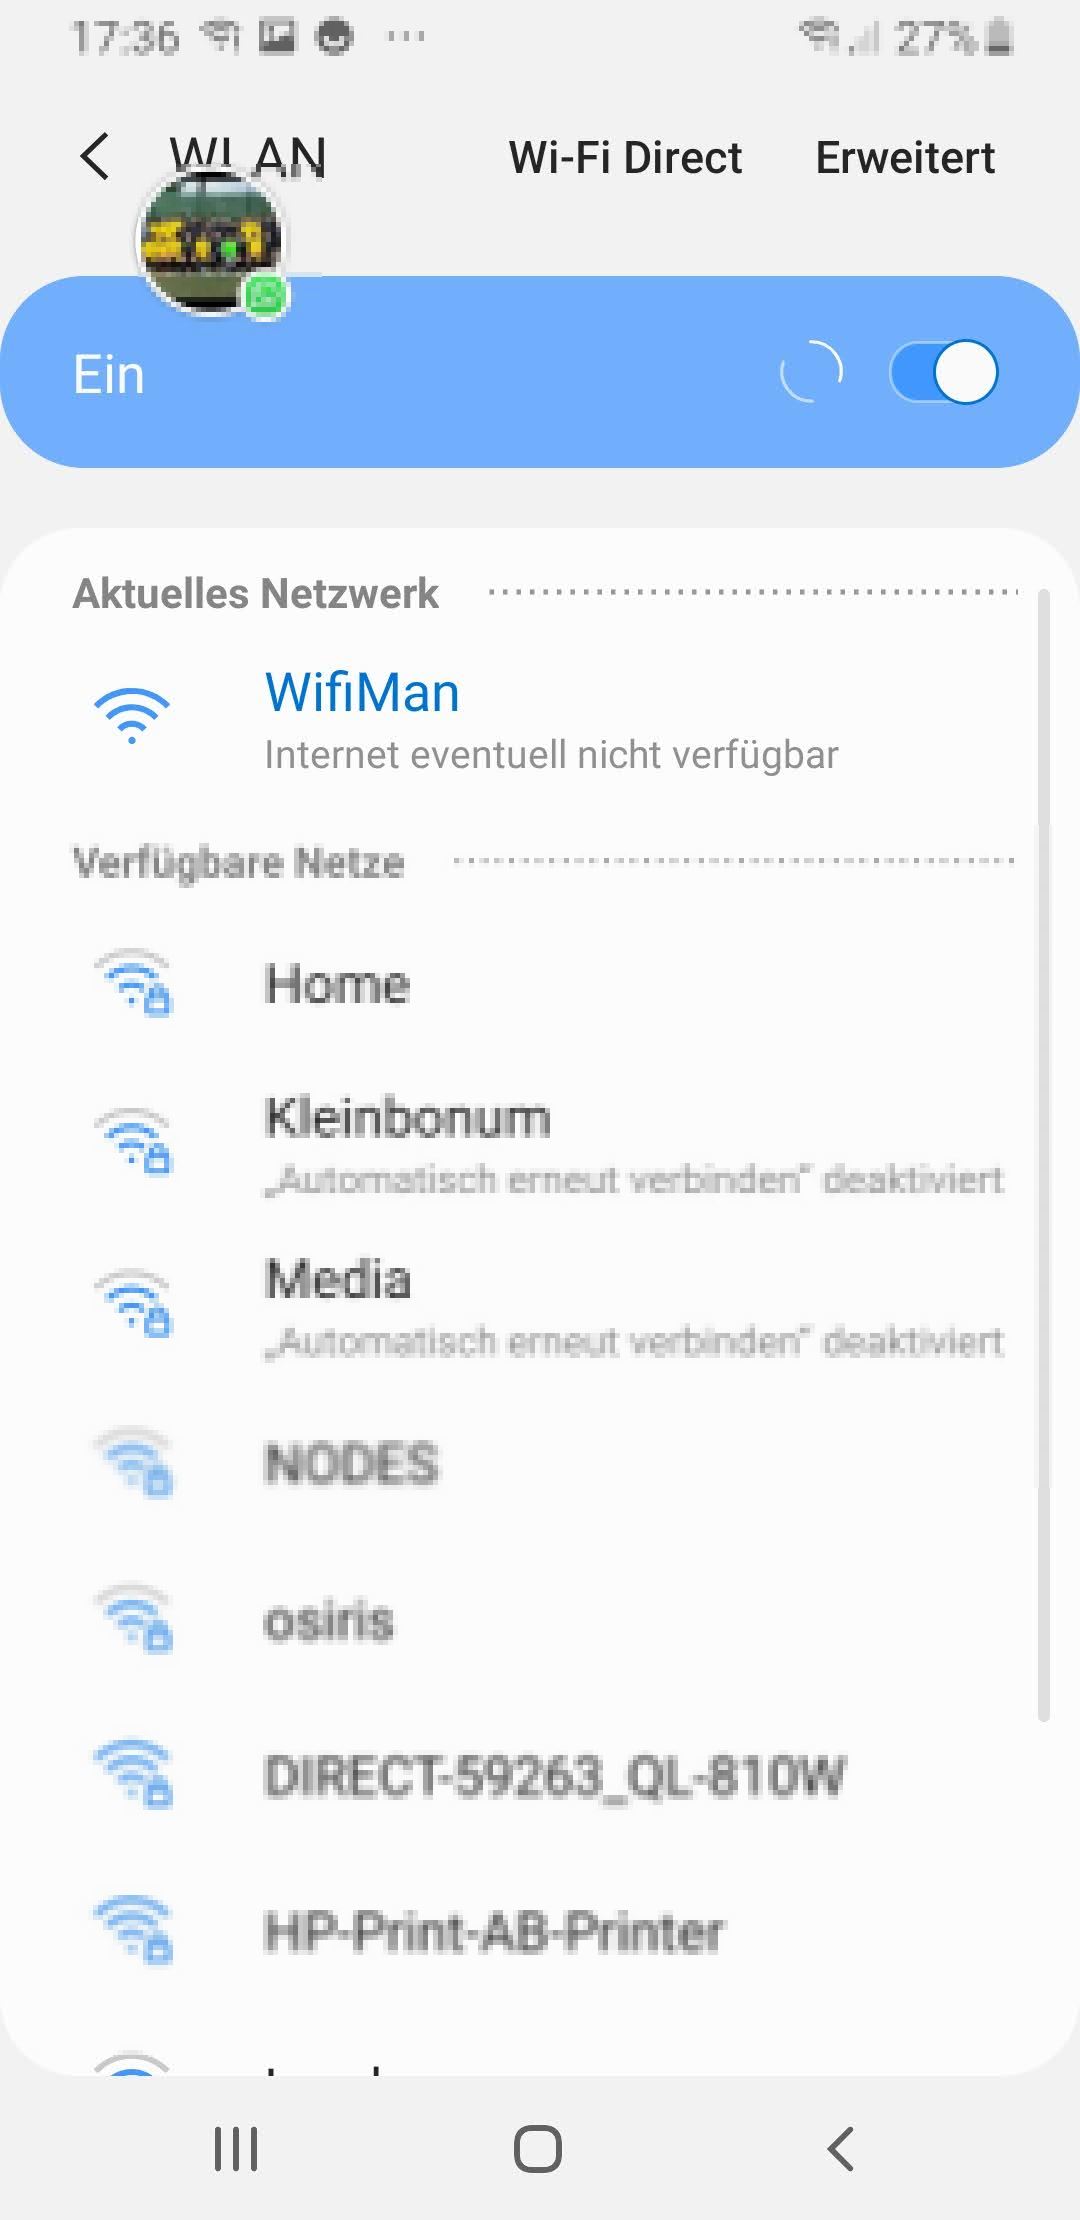 17:36
27%
WLAN
Wi-Fi Direct
Erweitert
Ein
Aktuelles Netzwerk
WifiMan
Internet eventuell nicht verfügbar
Verfügbare Netze
Home
Kleinbonum
„Automatisch erneut verbinden“ deaktiviert
Media
„Automatisch erneut verbinden“ deaktiviert
NODES
osiris
DIRECT-59263_QL-810W
HP-Print-AB-Printer